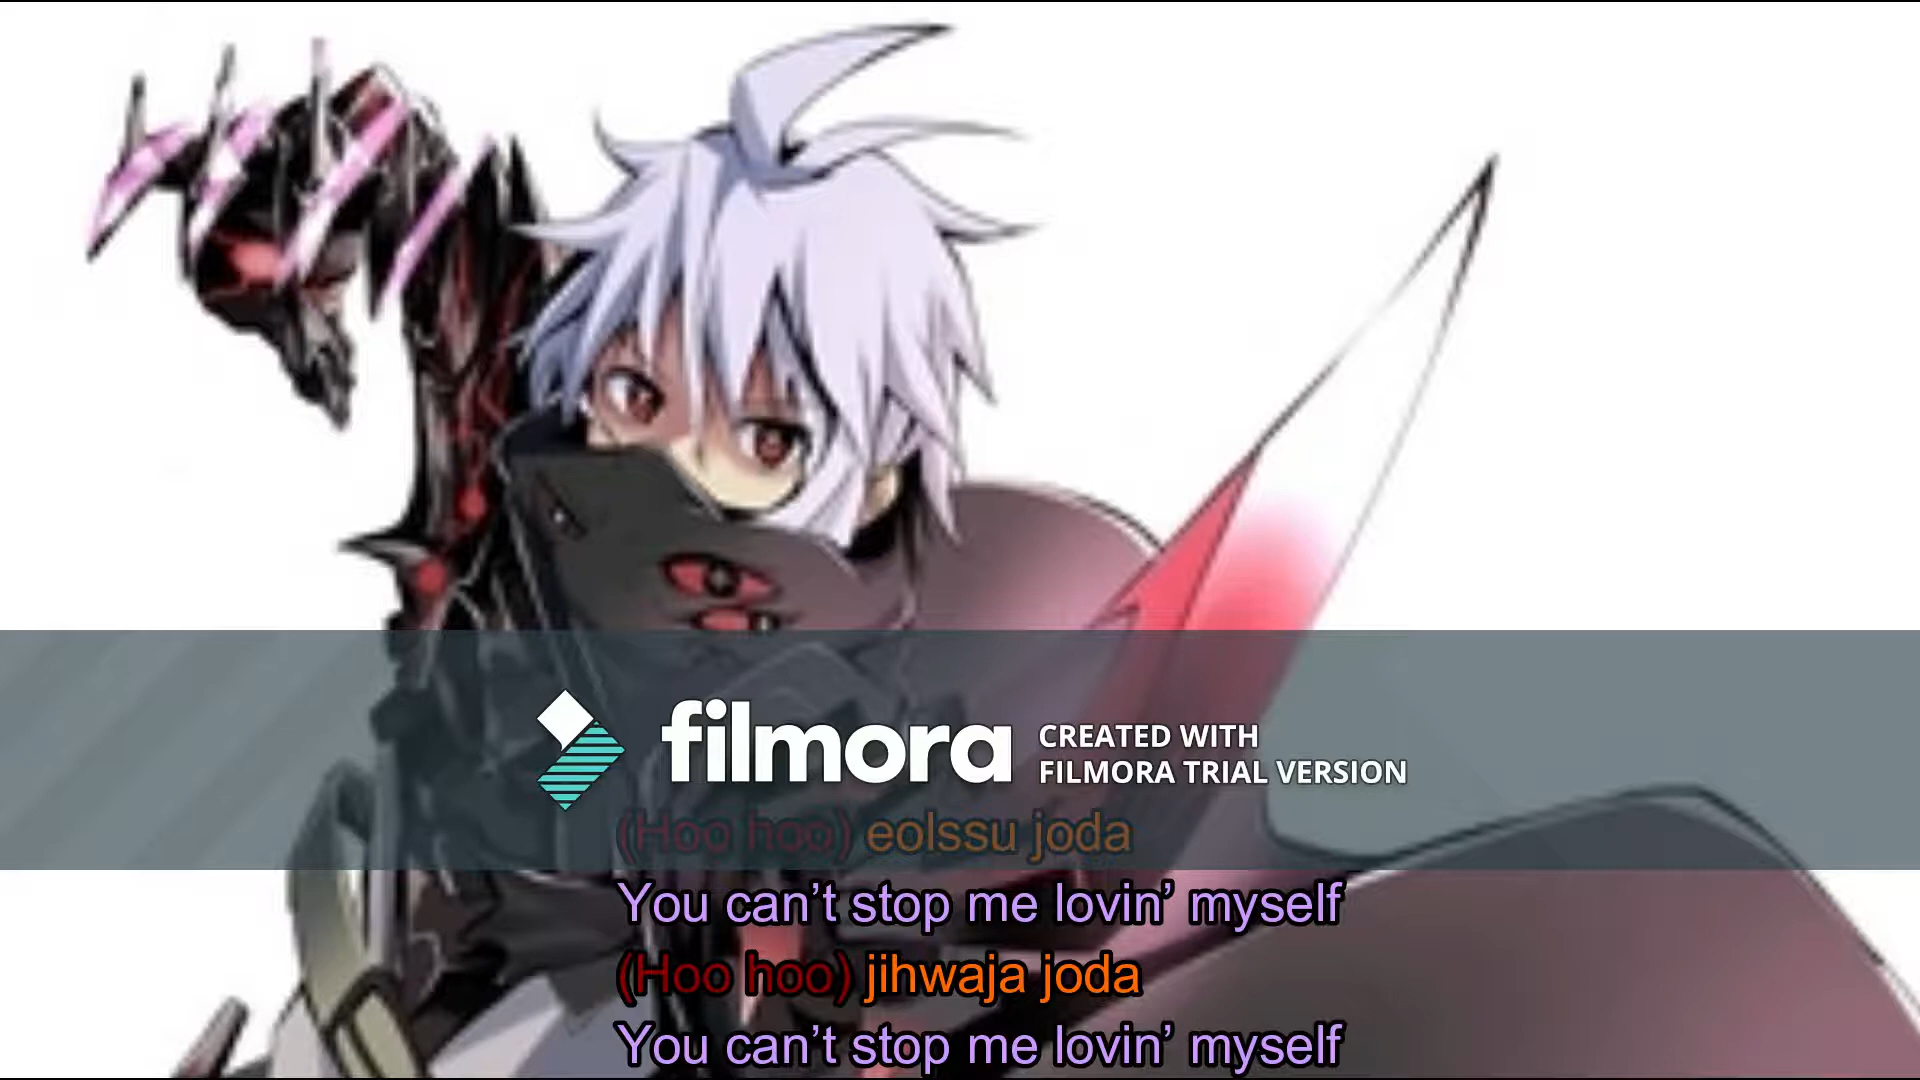 filmora
CREATED WITH
FILMORA TRIAL VERSION
(Hoo hoo) eolssu joda
You can’t stop me lovin’ myself
(Hoo hoo) jihwaja joda
You can’t stop me lovin’ myself